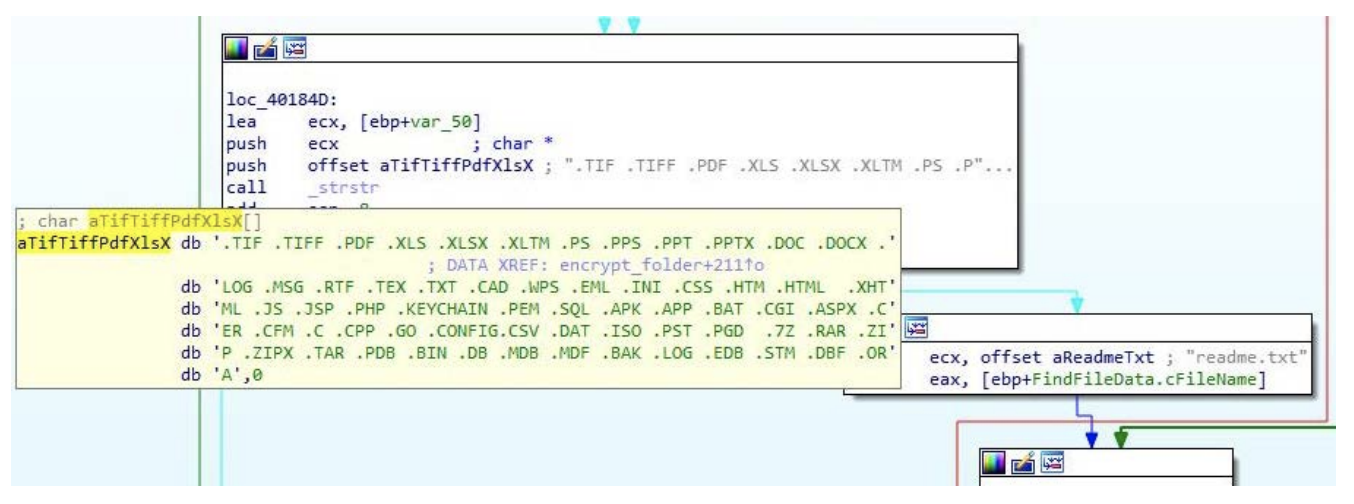 loc_40184D:
lea ecx, [ebp+var_50]
push ecx ; char *
push offset aTifTiffPdfXlsX ; ".TIF .TIFF .PDF .XLS .XLSX .XLTM .PS .P"...
call _strstr
; char aTifTiffPdfXlsX[]
aTifTiffPdfXlsX db '.TIF .TIFF .PDF .XLS .XLSX .XLTM .PS .PPS .PPT .PPTX .DOC .DOCX .'
; DATA XREF: encrypt_folder+211↑o
db 'LOG .MSG .RTF .TEX .TXT .CAD .WPS .EML .INI .CSS .HTM .HTML  .XHT'
db 'ML .JS .JSP .PHP .KEYCHAIN .PEM .SQL .APK .APP .BAT .CGI .ASPX .C'
db 'ER .CFM .C .CPP .GO .CONFIG.CSV .DAT .ISO .PST .PGD  .7Z .RAR .ZI'
db 'P .ZIPX .TAR .PDB .BIN .DB .MDB .MDF .BAK .LOG .EDB .STM .DBF .OR'
db 'A',0
ecx, offset aReadmeTxt ; "readme.txt"
eax, [ebp+FindFileData.cFileName]